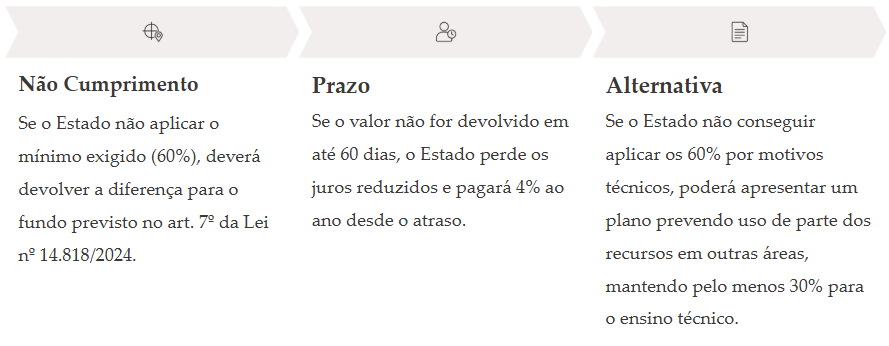 Não Cumprimento
Se o Estado não aplicar o
mínimo exigido (60%), deverá
devolver a diferença para o
fundo previsto no art. 7º da Lei
nº 14.818/2024.
Prazo
Se o valor não for devolvido em
até 60 dias, o Estado perde os
juros reduzidos e pagará 4% ao
ano desde o atraso.
Alternativa
Se o Estado não conseguir
aplicar os 60% por motivos
técnicos, poderá apresentar um
plano prevendo uso de parte dos
recursos em outras áreas,
mantendo pelo menos 30% para
o ensino técnico.